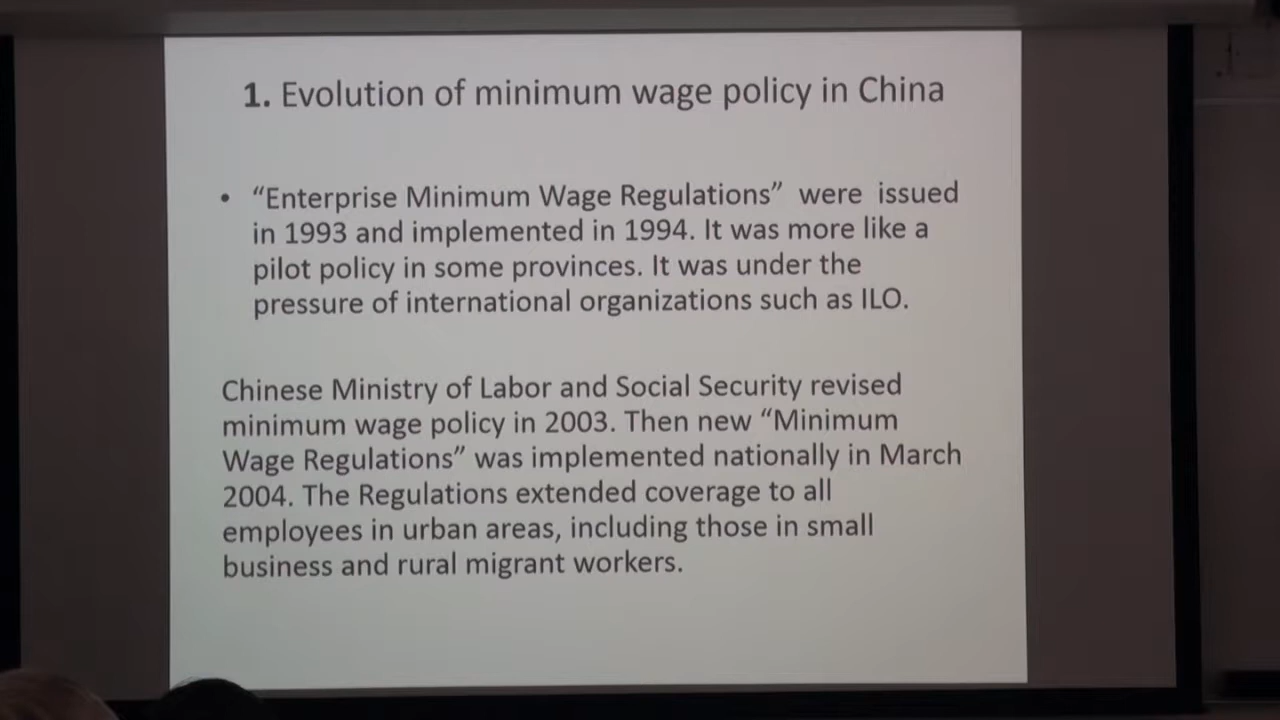 1. Evolution of minimum wage policy in China
• “Enterprise Minimum Wage Regulations” were issued
in 1993 and implemented in 1994. It was more like a
pilot policy in some provinces. It was under the
pressure of international organizations such as ILO.
Chinese Ministry of Labor and Social Security revised
minimum wage policy in 2003. Then new “Minimum
Wage Regulations” was implemented nationally in March
2004. The Regulations extended coverage to all
employees in urban areas, including those in small
business and rural migrant workers.